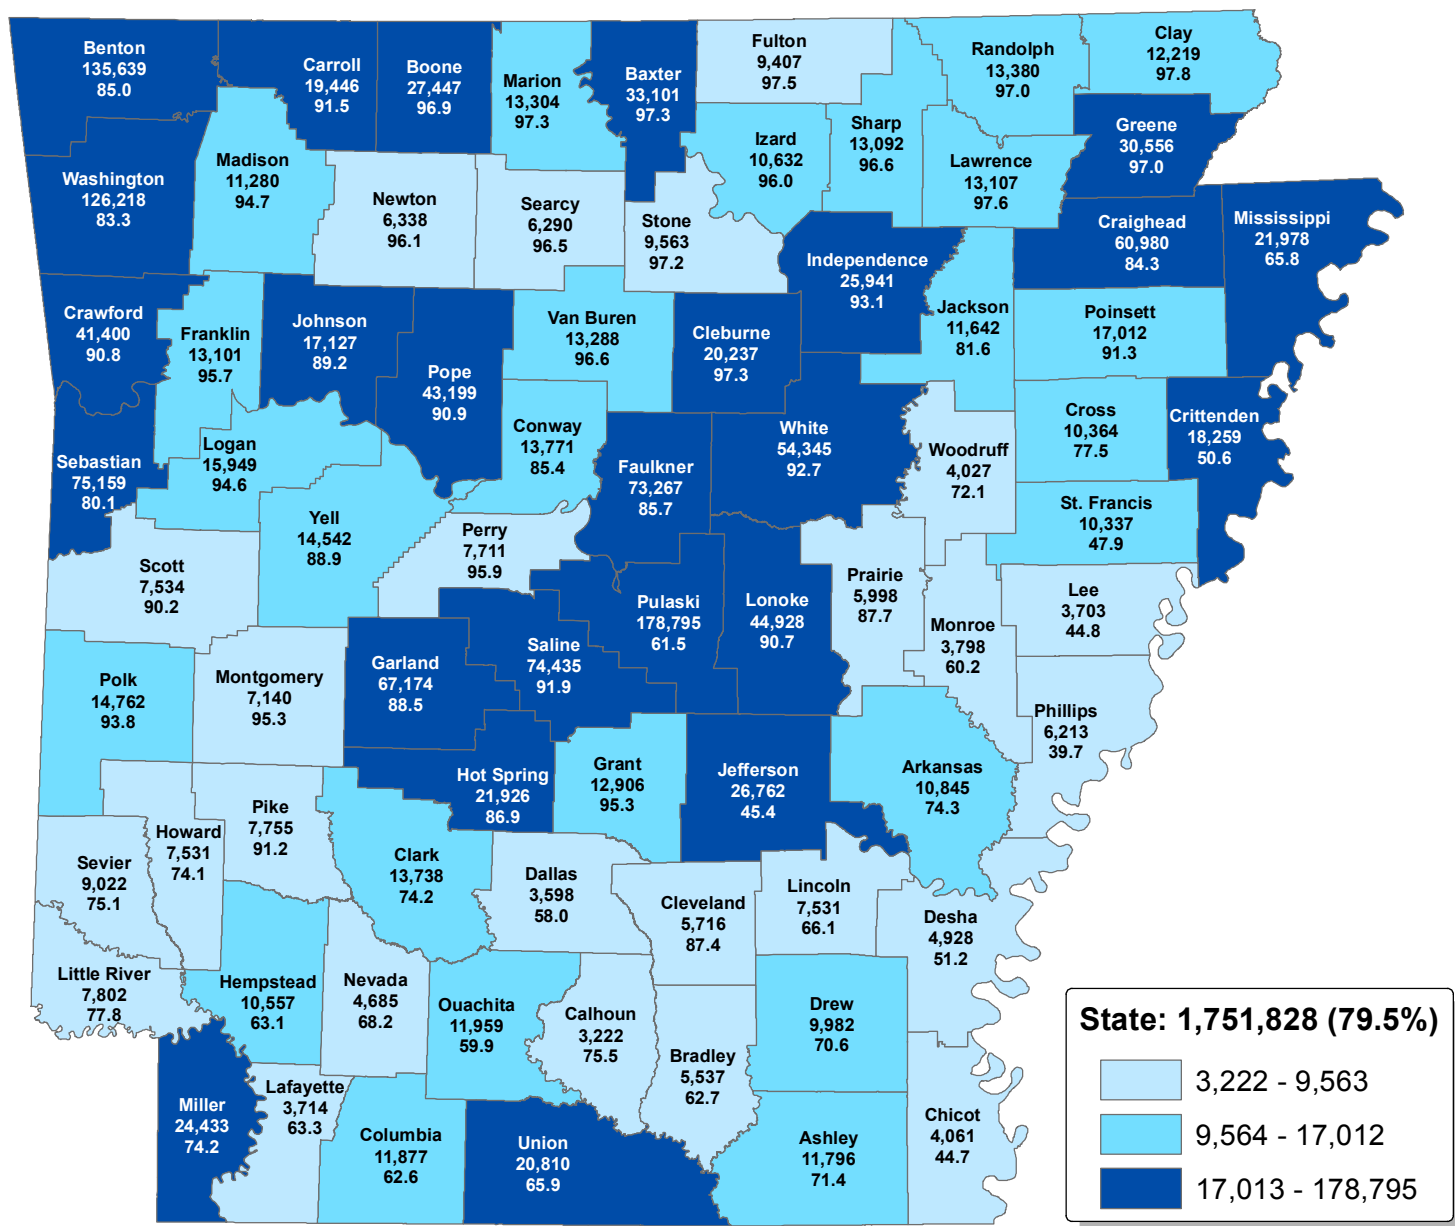 Benton
135,639
85.0
Carroll
19,446
91.5
Boone
27,447
96.9
Marion
13,304
97.3
Baxter
33,101
97.3
Fulton
9,407
97.5
Randolph
13,380
97.0
Clay
12,219
97.8
Washington
126,218
83.3
Madison
11,280
94.7
Newton
6,338
96.1
Searcy
6,290
96.5
Stone
9,563
97.2
Izard
10,632
96.0
Sharp
13,092
96.6
Lawrence
13,107
97.6
Greene
30,556
97.0
Craighead
60,980
84.3
Mississippi
21,978
65.8
Independence
25,941
93.1
Jackson
11,642
81.6
Poinsett
17,012
91.3
Crawford
41,400
90.8
Franklin
13,101
95.7
Johnson
17,127
89.2
Pope
43,199
90.9
Van Buren
13,288
96.6
Cleburne
20,237
97.3
Conway
13,771
85.4
White
54,345
92.7
Woodruff
4,027
72.1
Cross
10,364
77.5
Crittenden
18,259
50.6
Sebastian
75,159
80.1
Logan
15,949
94.6
Faulkner
73,267
85.7
St. Francis
10,337
47.9
Yell
14,542
88.9
Perry
7,711
95.9
Scott
7,534
90.2
Pulaski
178,795
61.5
Lonoke
44,928
90.7
Prairie
5,998
87.7
Monroe
3,798
60.2
Lee
3,703
44.8
Phillips
6,213
39.7
Polk
14,762
93.8
Montgomery
7,140
95.3
Garland
67,174
88.5
Saline
74,435
91.9
Hot Spring
21,926
86.9
Grant
12,906
95.3
Jefferson
26,762
45.4
Arkansas
10,845
74.3
Sevier
9,022
75.1
Howard
7,531
74.1
Pike
7,755
91.2
Clark
13,738
74.2
Dallas
3,598
58.0
Cleveland
5,716
87.4
Lincoln
7,531
66.1
Desha
4,928
51.2
Little River
7,802
77.8
Hempstead
10,557
63.1
Nevada
4,685
68.2
Ouachita
11,959
59.9
Calhoun
3,222
75.5
Bradley
5,537
62.7
Drew
9,982
70.6
Miller
24,433
74.2
Lafayette
3,714
63.3
Columbia
11,877
62.6
Union
20,810
65.9
Ashley
11,796
71.4
Chicot
4,061
44.7
State: 1,751,828 (79.5%)
3,222 - 9,563
9,564 - 17,012
17,013 - 178,795